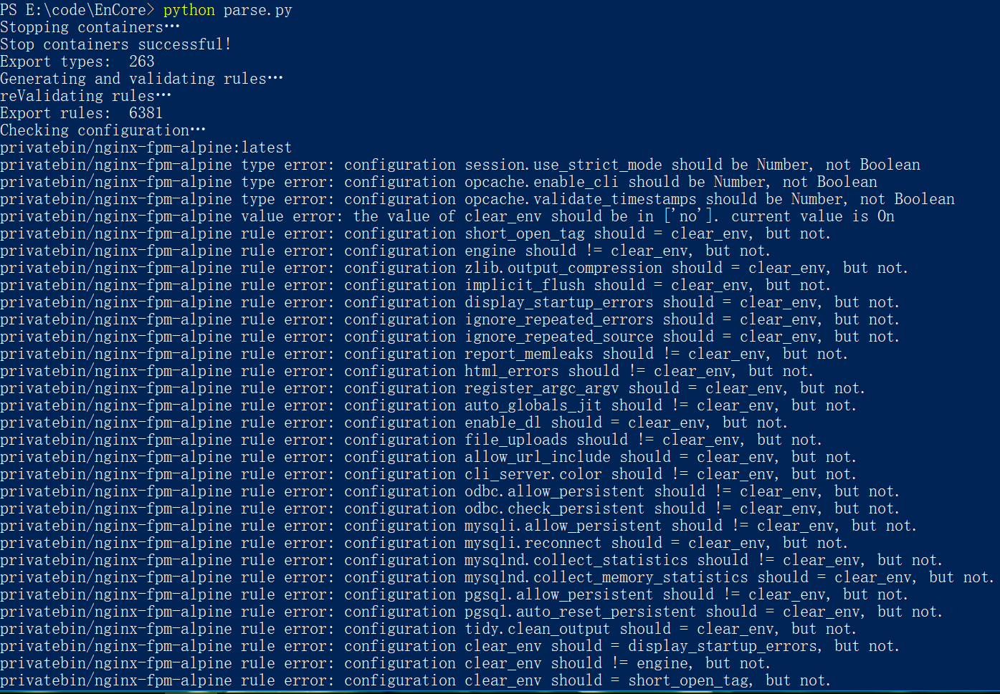 PS E:\code\EnCore> python parse.py
Stopping containers…
Stop containers successful!
Export types:  263
Generating and validating rules…
reValidating rules…
Export rules:  6381
Checking configuration…
privatebin/nginx-fpm-alpine:latest
privatebin/nginx-fpm-alpine type error: configuration session.use_strict_mode should be Number, not Boolean
privatebin/nginx-fpm-alpine type error: configuration opcache.enable_cli should be Number, not Boolean
privatebin/nginx-fpm-alpine type error: configuration opcache.validate_timestamps should be Number, not Boolean
privatebin/nginx-fpm-alpine value error: the value of clear_env should be in ['no']. current value is On
privatebin/nginx-fpm-alpine rule error: configuration short_open_tag should = clear_env, but not.
privatebin/nginx-fpm-alpine rule error: configuration engine should != clear_env, but not.
privatebin/nginx-fpm-alpine rule error: configuration zlib.output_compression should = clear_env, but not.
privatebin/nginx-fpm-alpine rule error: configuration implicit_flush should = clear_env, but not.
privatebin/nginx-fpm-alpine rule error: configuration display_startup_errors should = clear_env, but not.
privatebin/nginx-fpm-alpine rule error: configuration ignore_repeated_errors should = clear_env, but not.
privatebin/nginx-fpm-alpine rule error: configuration ignore_repeated_source should = clear_env, but not.
privatebin/nginx-fpm-alpine rule error: configuration report_memleaks should != clear_env, but not.
privatebin/nginx-fpm-alpine rule error: configuration html_errors should != clear_env, but not.
privatebin/nginx-fpm-alpine rule error: configuration register_argc_argv should = clear_env, but not.
privatebin/nginx-fpm-alpine rule error: configuration auto_globals_jit should != clear_env, but not.
privatebin/nginx-fpm-alpine rule error: configuration enable_dl should = clear_env, but not.
privatebin/nginx-fpm-alpine rule error: configuration file_uploads should != clear_env, but not.
privatebin/nginx-fpm-alpine rule error: configuration allow_url_include should = clear_env, but not.
privatebin/nginx-fpm-alpine rule error: configuration cli_server.color should != clear_env, but not.
privatebin/nginx-fpm-alpine rule error: configuration odbc.allow_persistent should != clear_env, but not.
privatebin/nginx-fpm-alpine rule error: configuration odbc.check_persistent should != clear_env, but not.
privatebin/nginx-fpm-alpine rule error: configuration mysqli.allow_persistent should != clear_env, but not.
privatebin/nginx-fpm-alpine rule error: configuration mysqli.reconnect should = clear_env, but not.
privatebin/nginx-fpm-alpine rule error: configuration mysqlnd.collect_statistics should != clear_env, but not.
privatebin/nginx-fpm-alpine rule error: configuration mysqlnd.collect_memory_statistics should = clear_env, but not.
privatebin/nginx-fpm-alpine rule error: configuration pgsql.allow_persistent should != clear_env, but not.
privatebin/nginx-fpm-alpine rule error: configuration pgsql.auto_reset_persistent should = clear_env, but not.
privatebin/nginx-fpm-alpine rule error: configuration tidy.clean_output should = clear_env, but not.
privatebin/nginx-fpm-alpine rule error: configuration clear_env should = display_startup_errors, but not.
privatebin/nginx-fpm-alpine rule error: configuration clear_env should != engine, but not.
privatebin/nginx-fpm-alpine rule error: configuration clear_env should = short_open_tag, but not.